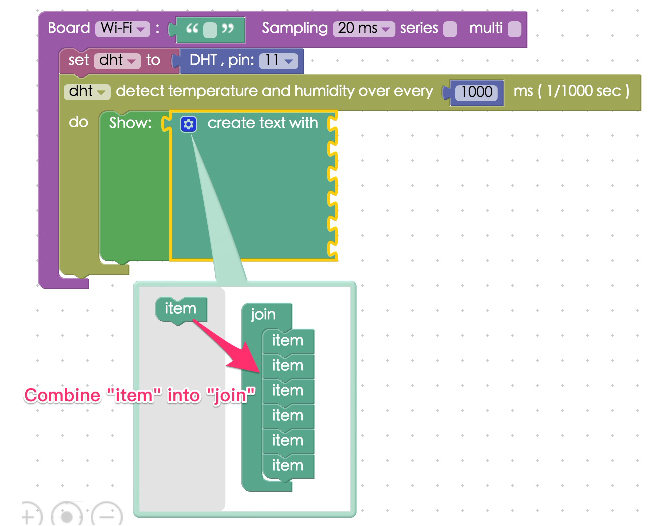 Board Wi-Fi : “ ” Sampling 20 ms series multi
set dht to DHT , pin: 11
dht detect temperature and humidity over every 1000 ms ( 1/1000 sec )
do Show: create text with
item
join
item
item
item
Combine "item" into "join"
item
item
item